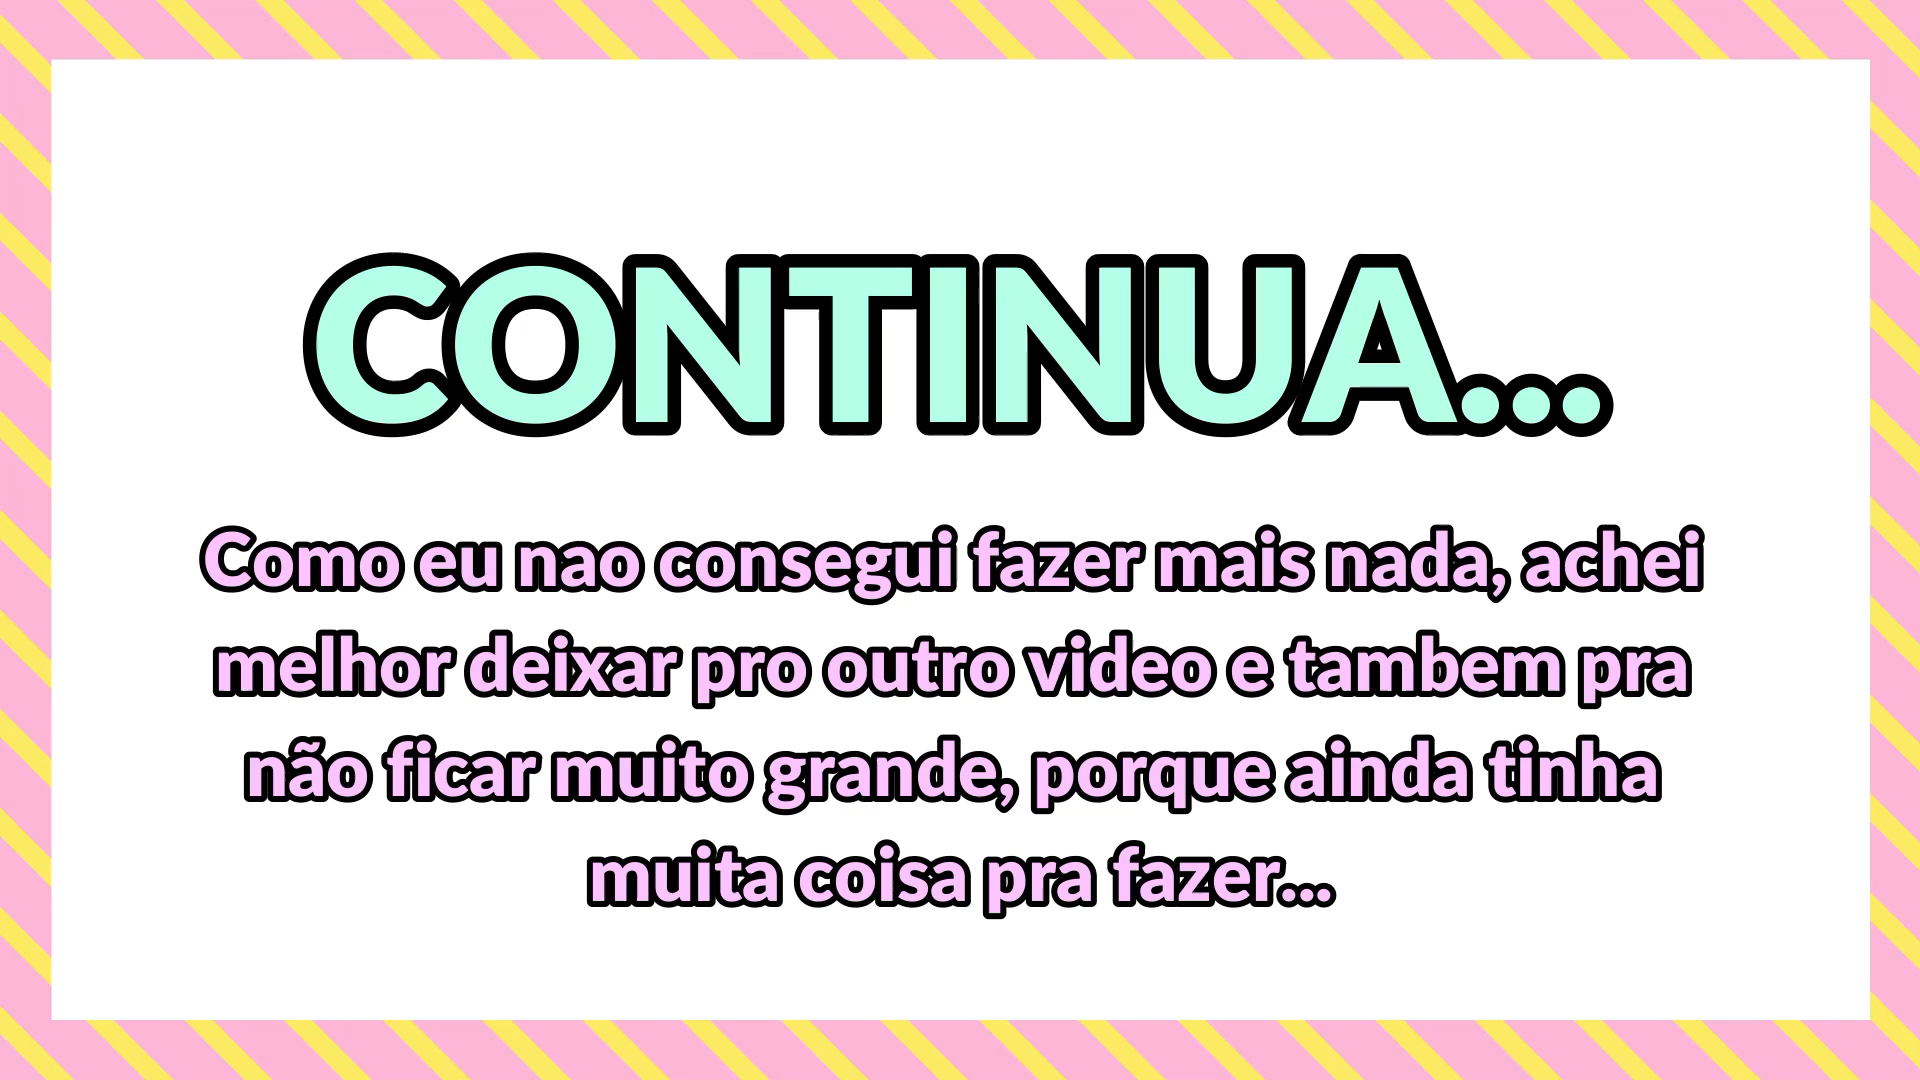 CONTINUA...
Como eu nao consegui fazer mais nada, achei
melhor deixar pro outro video e tambem pra
não ficar muito grande, porque ainda tinha
muita coisa pra fazer...